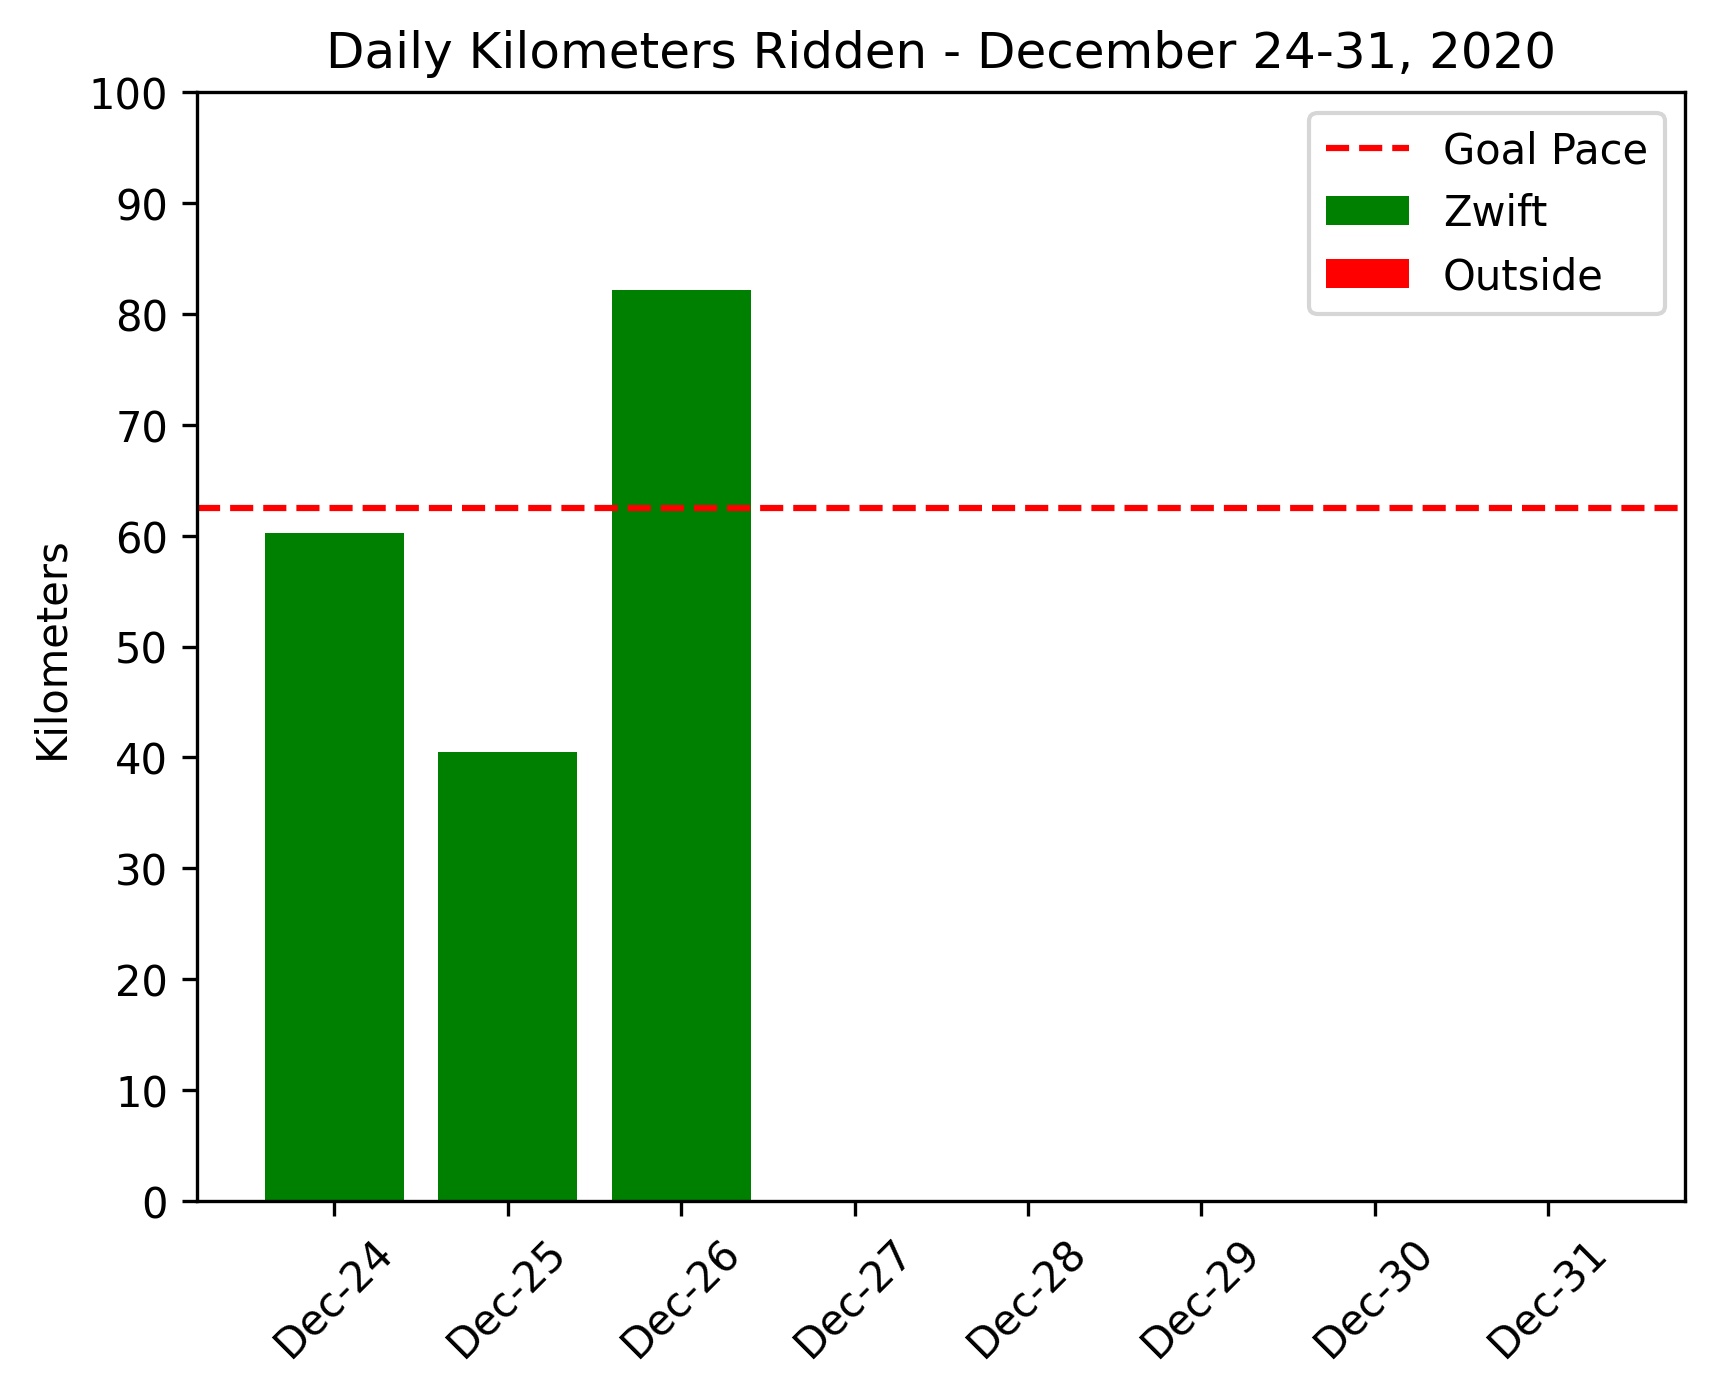 Daily Kilometers Ridden - December 24-31, 2020
100
90
80
70
60
50
40
30
20
10
0
Kilometers
Goal Pace
Zwift
Outside
Dec-24
Dec-25
Dec-26
Dec-27
Dec-28
Dec-29
Dec-30
Dec-31